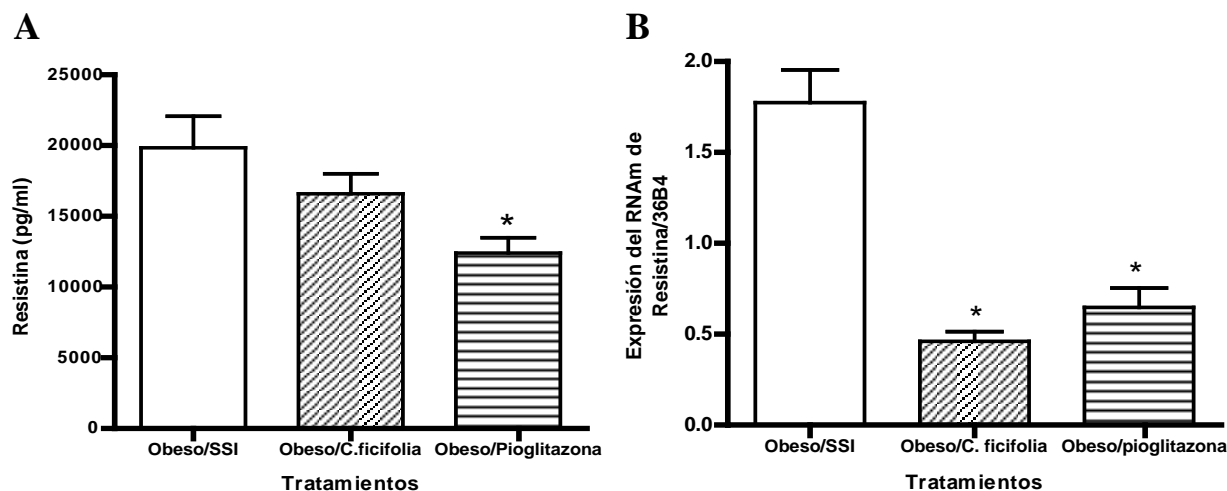 A
25000
20000
15000
10000
5000
0
Resistina (pg/ml)
*
Obeso/SSI Obeso/C.ficifolia Obeso/Pioglitazona
Tratamientos
B
2.0
1.5
1.0
0.5
0.0
Expresión del RNAm de
Resistina/36B4
*
*
Obeso/SSI Obeso/C. ficifolia Obeso/pioglitazona
Tratamientos